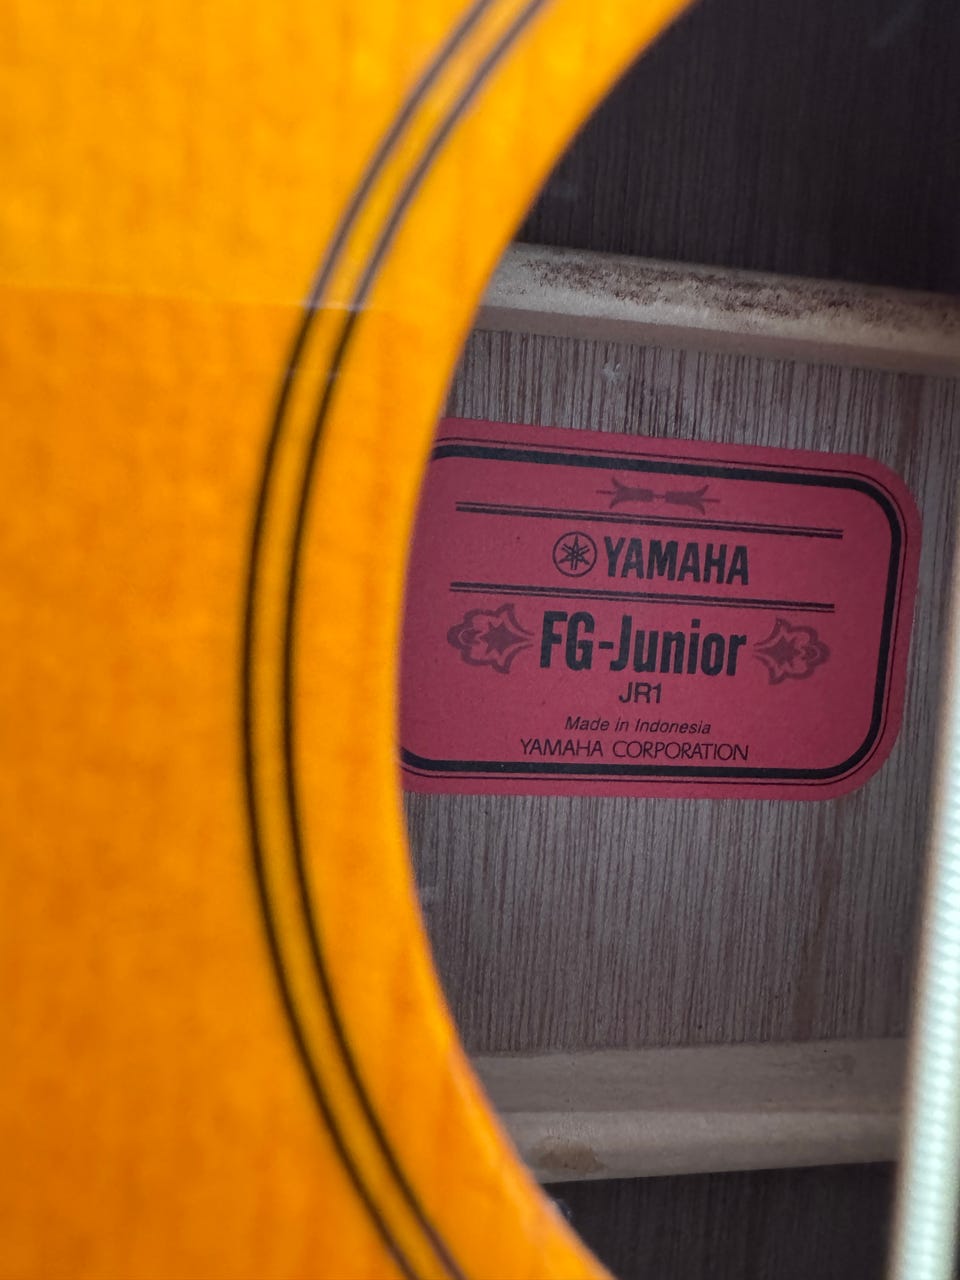 YAMAHA
FG-Junior
JR1
Made in Indonesia
YAMAHA CORPORATION